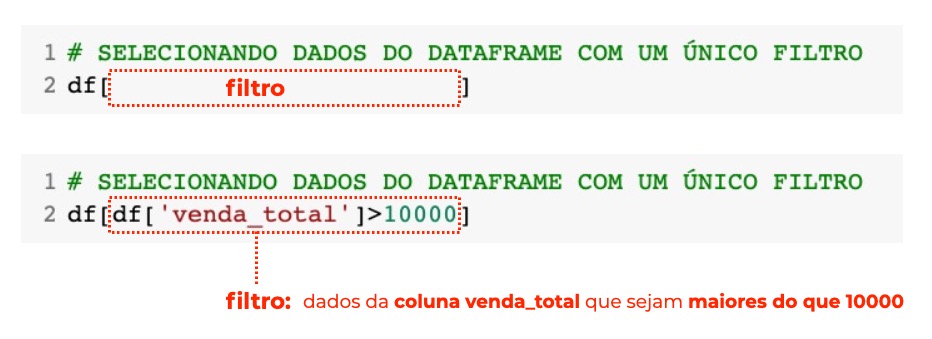 1 # SELECIONANDO DADOS DO DATAFRAME COM UM ÚNICO FILTRO
2 df[ filtro ]
1 # SELECIONANDO DADOS DO DATAFRAME COM UM ÚNICO FILTRO
2 df[df['venda_total']>10000]
filtro: dados da coluna venda_total que sejam maiores do que 10000